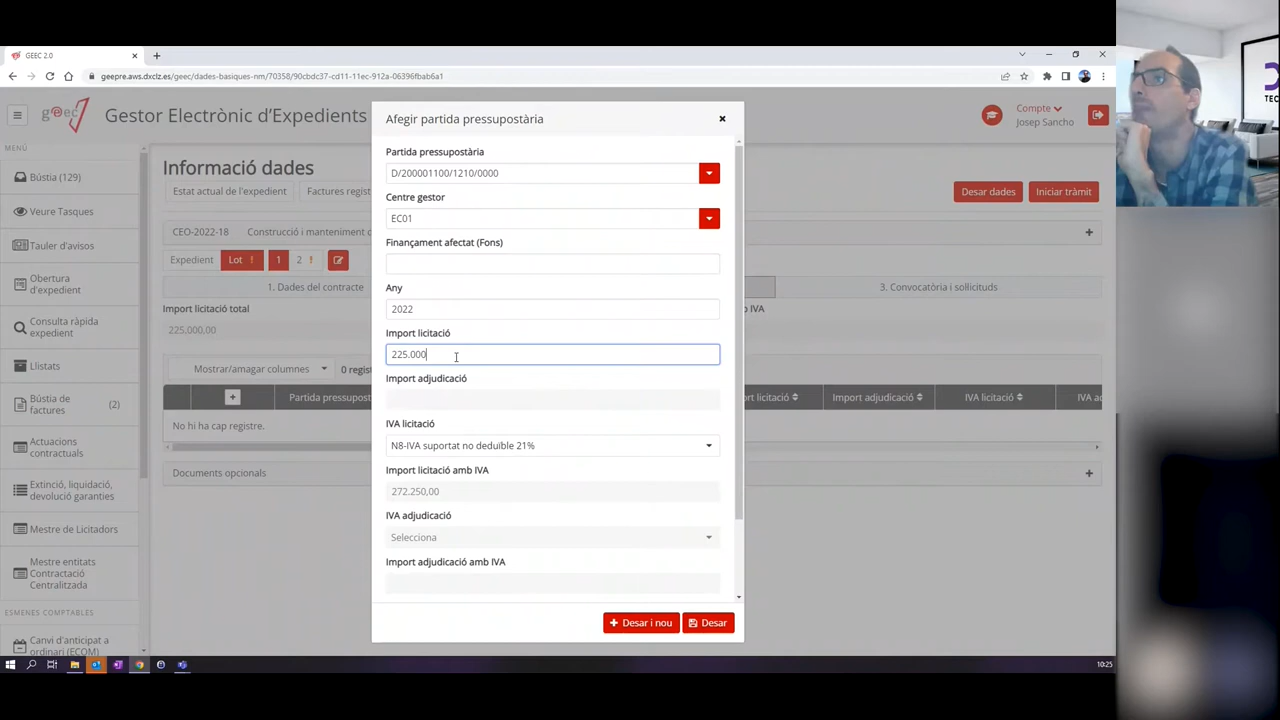 GEEC 2.0
geepre.aws.dxclz.es/geec/dades-basiques-nm/70358/90cbdc37-cd11-11ec-912a-06396fbab6a1
geec
Gestor Electrònic d'Expedients
Compte
Josep Sancho
MENÚ
Bústia (129)
Veure Tasques
Tauler d'avisos
Obertura d'expedient
Consulta ràpida expedient
Llistats
Bústia de factures (2)
Actuacions contractuals
Extinció, liquidació, devolució garanties
Mestre de Licitadors
Mestre entitats Contractació Centralitzada
ESMENES COMPTABLES
Canvi d'anticipat a ordinari (ECOM)
Informació dades
Estat actual de l'expedient
Factures regist
Desar dades
Iniciar tràmit
CEO-2022-18 Construcció i manteniment d
Expedient Lot ! 1 2 !
1. Dades del contracte
3. Convocatòria i sol·licituds
Import licitació total
b IVA
225.000,00
Mostrar/amagar columnes
0 regist
+
Partida pressupost
ort licitació
Import adjudicació
IVA licitació
IVA ad
No hi ha cap registre.
Documents opcionals
Afegir partida pressupostària
Partida pressupostària
D/200001100/1210/0000
Centre gestor
EC01
Finançament afectat (Fons)
Any
2022
Import licitació
225.000
Import adjudicació
IVA licitació
N8-IVA suportat no deduïble 21%
Import licitació amb IVA
272.250,00
IVA adjudicació
Selecciona
Import adjudicació amb IVA
Desar i nou
Desar
10:25
TEC